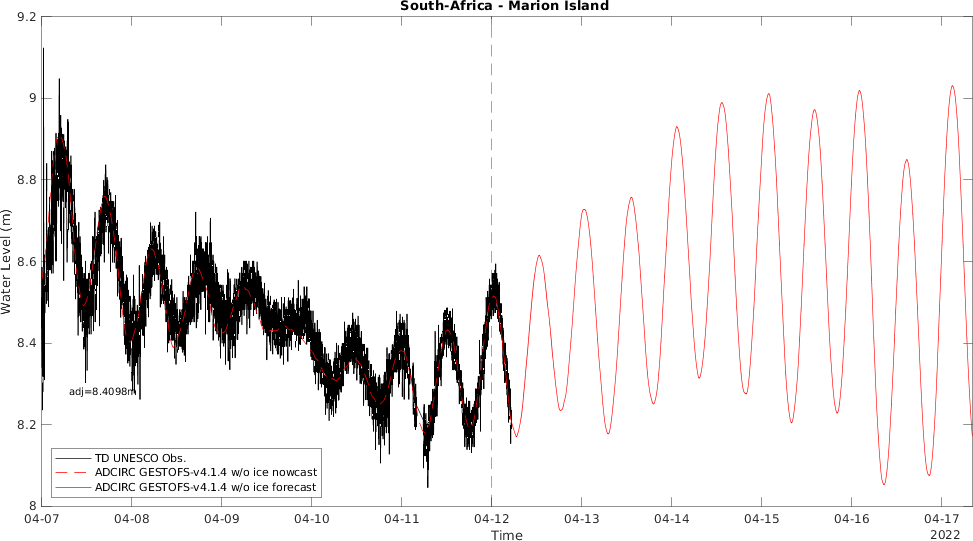 South-Africa - Marion Island
9.2
9
8.8
8.6
8.4
8.2
8
Water Level (m)
adj=8.4098m
TD UNESCO Obs.
ADCIRC GESTOFS-v4.1.4 w/o ice nowcast
ADCIRC GESTOFS-v4.1.4 w/o ice forecast
04-07 04-08 04-09 04-10 04-11 04-12 04-13 04-14 04-15 04-16 04-17
Time 2022